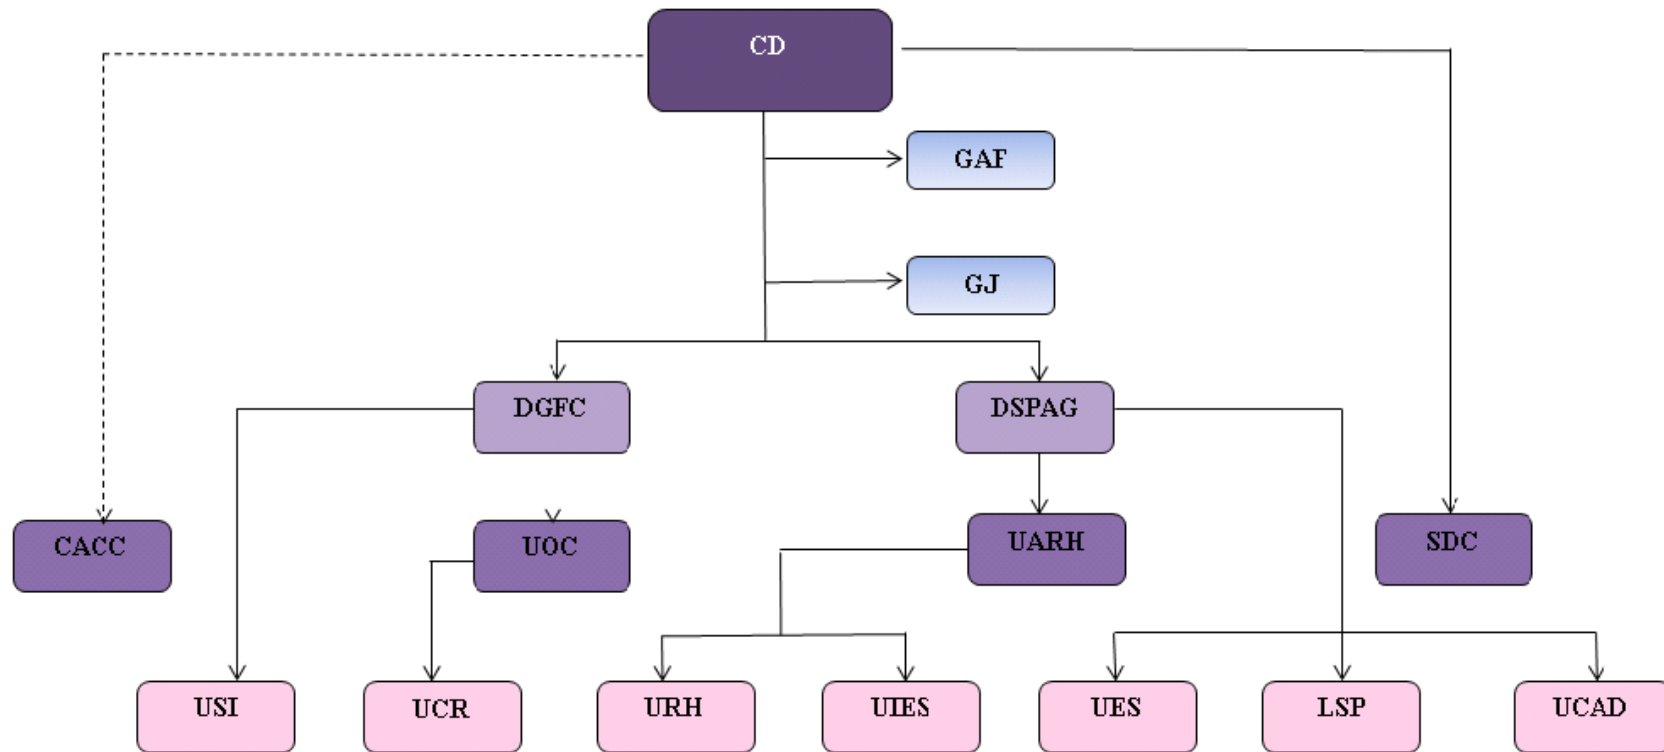 CD
GAF
GJ
DGFC
DSPAG
CACC
UOC
UARH
SDC
USI
UCR
URH
UIES
UES
LSP
UCAD